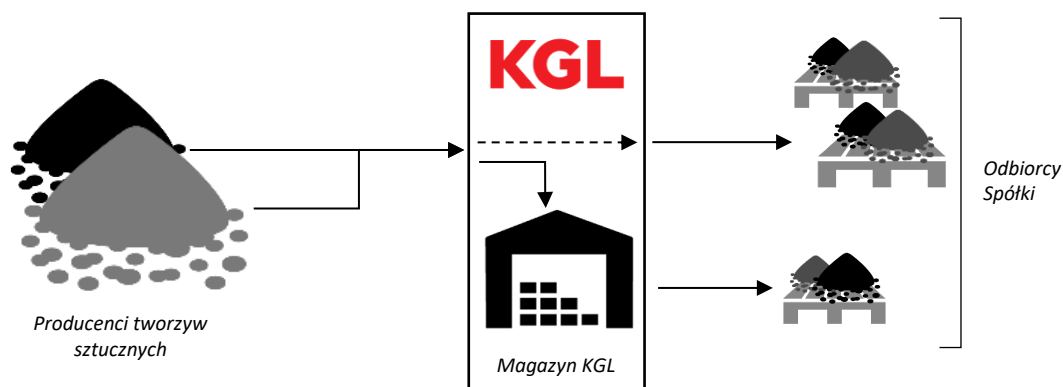 KGL
Odbiorcy
Spółki
Producenci tworzyw
sztucznych
Magazyn KGL